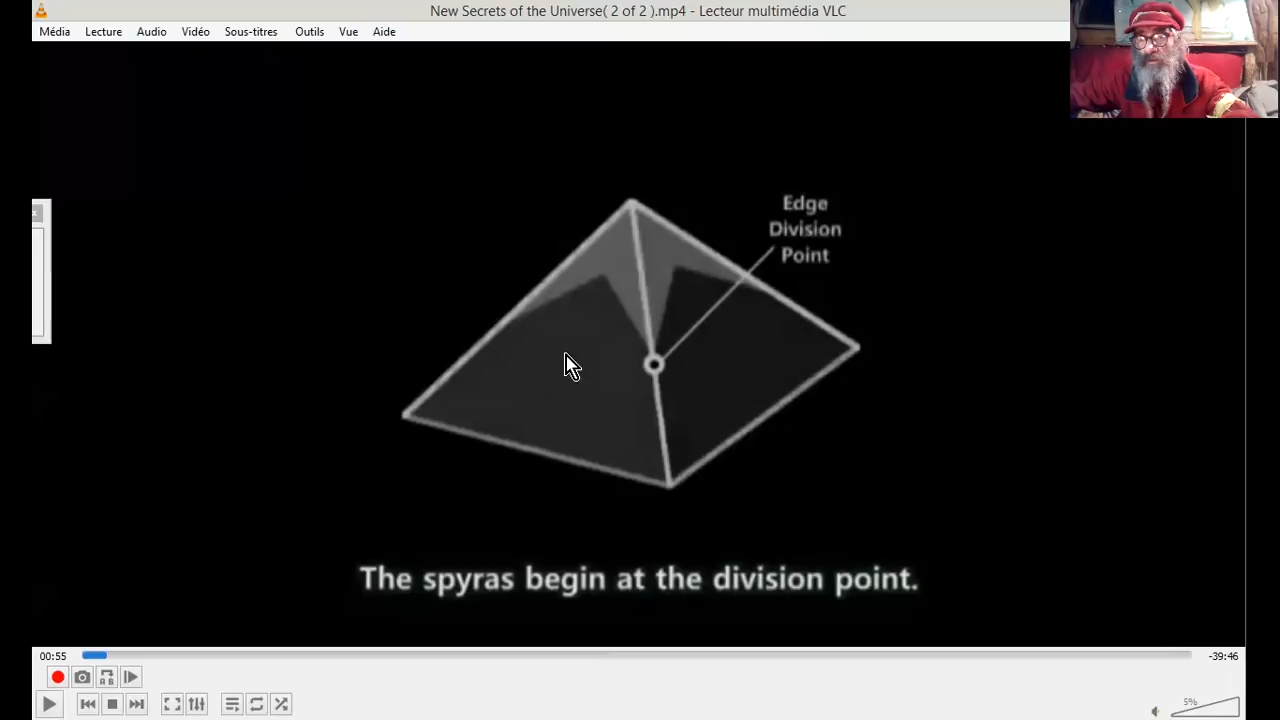 New Secrets of the Universe( 2 of 2 ).mp4 - Lecteur multimédia VLC
Média Lecture Audio Vidéo Sous-titres Outils Vue Aide
Edge
Division
Point
The spyras begin at the division point.
00:55
-39:46
A B
5%